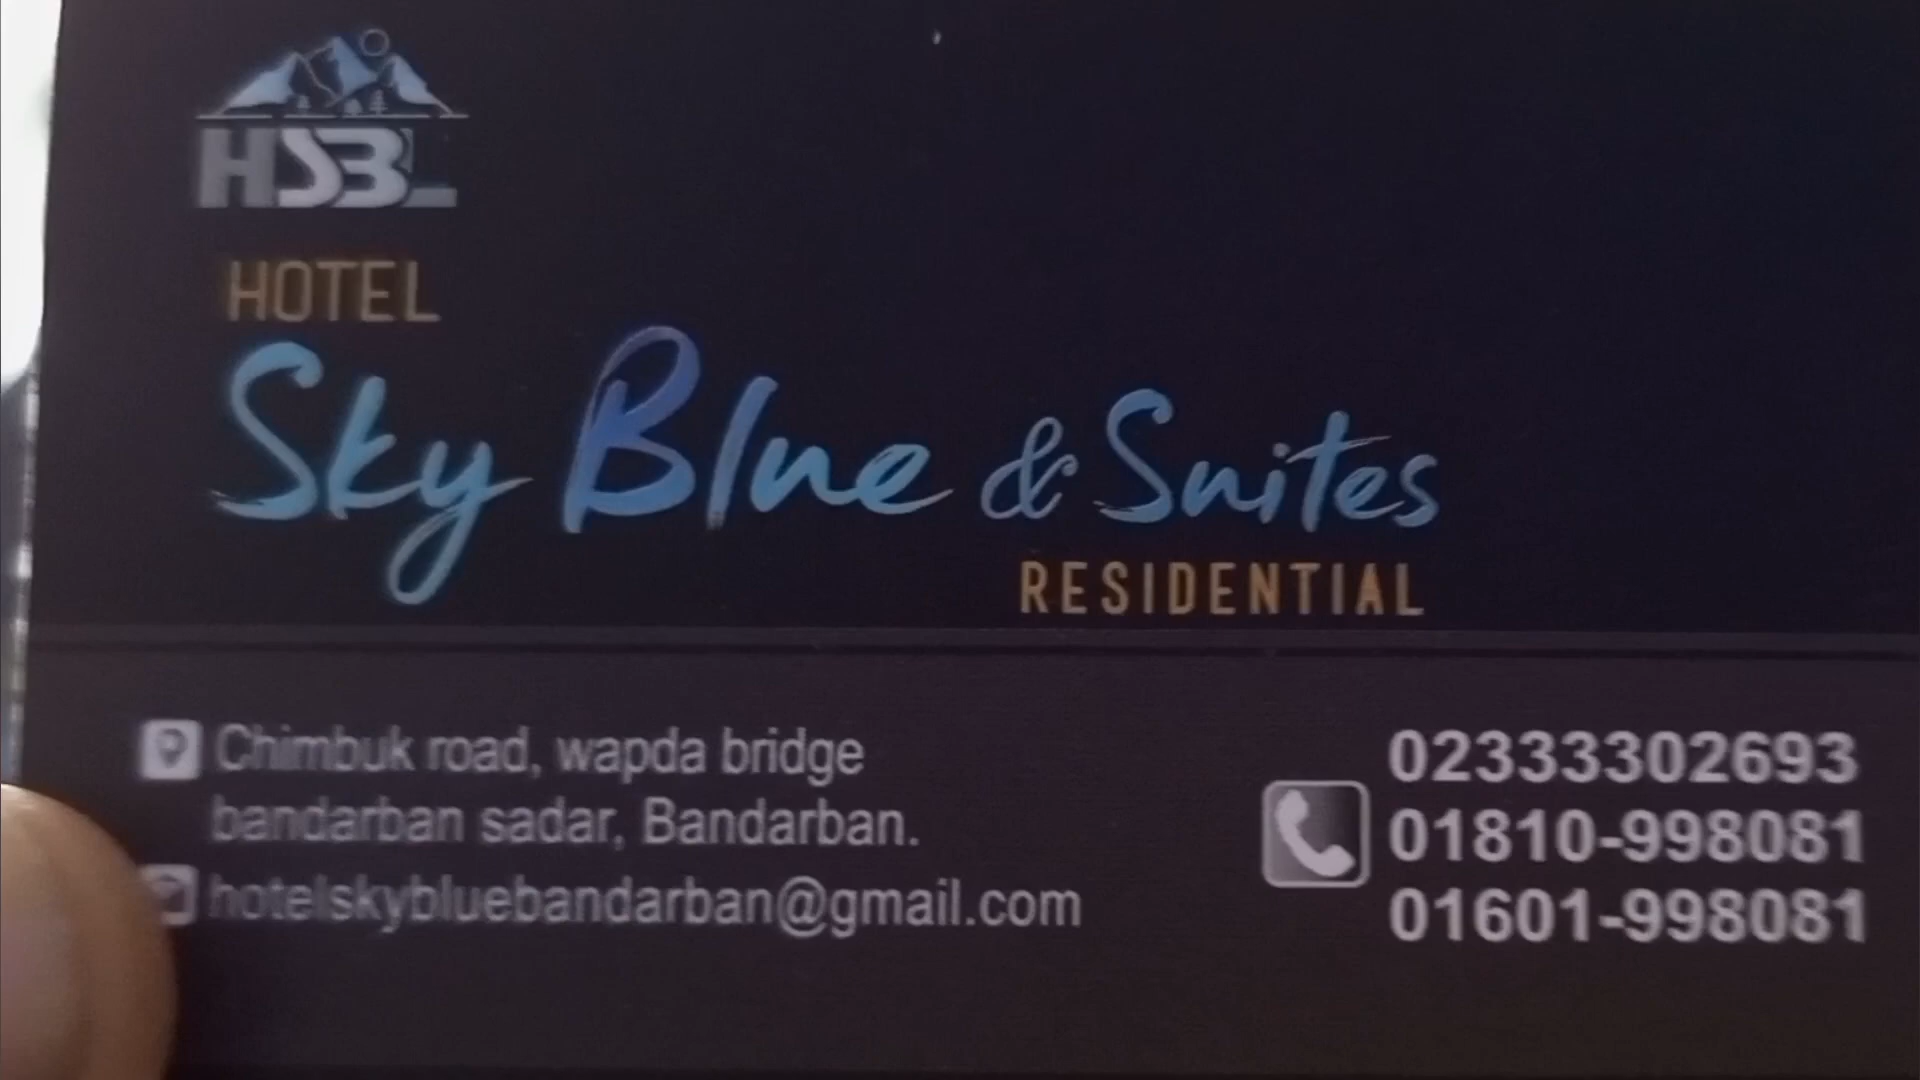 HSBL
HOTEL
Sky Blue & Suites
RESIDENTIAL
Chimbuk road, wapda bridge
bandarban sadar, Bandarban.
hotelskybluebandarban@gmail.com
02333302693
01810-998081
01601-998081